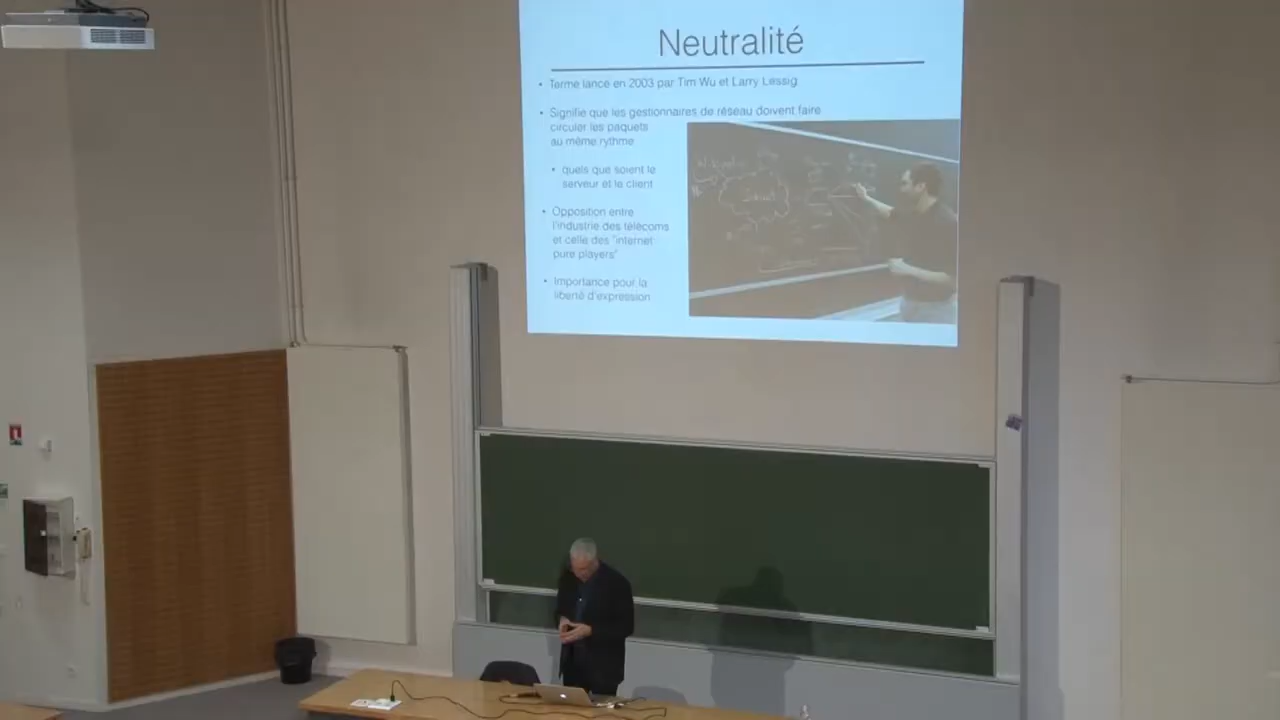 Neutralité
• Terme lancé en 2003 par Tim Wu et Larry Lessig
• Signifie que les gestionnaires de réseau doivent faire
circuler les paquets
au même rythme
• quels que soient le
serveur et le client
• Opposition entre
l'industrie des télécoms
et celle des "internet
pure players"
• Importance pour la
liberté d'expression